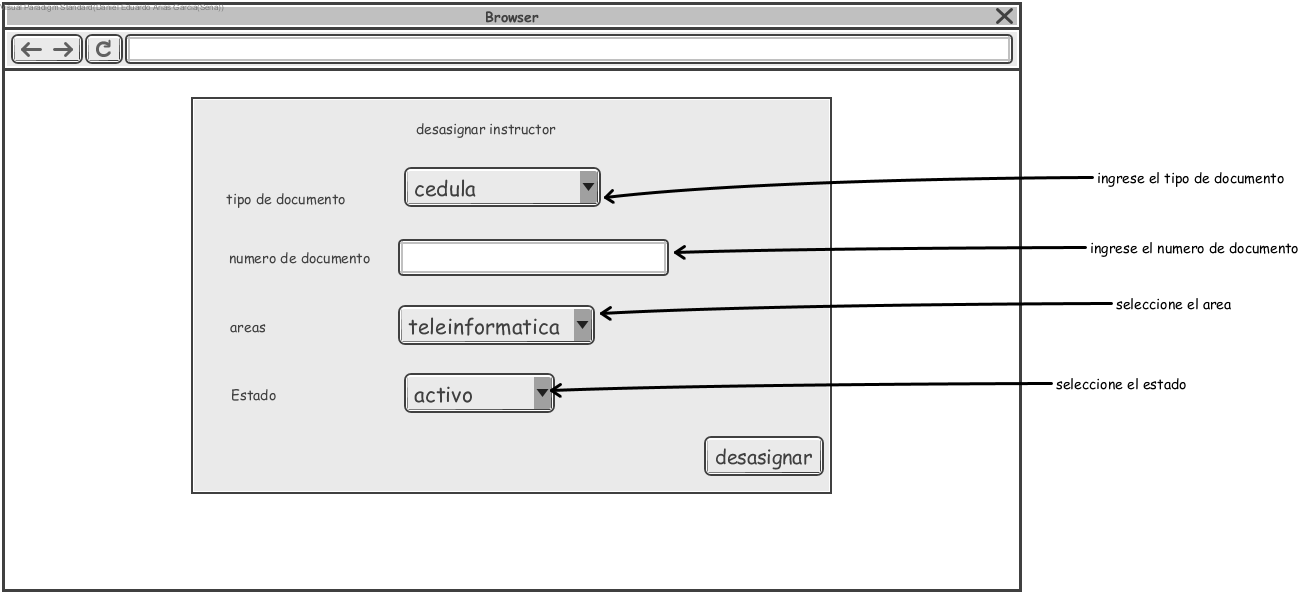 Visual Paradigm Standard(Daniel Eduardo Arias Garcia(Sena))
Browser
desasignar instructor
tipo de documento
cedula
ingrese el tipo de documento
numero de documento
ingrese el numero de documento
areas
teleinformatica
seleccione el area
Estado
activo
seleccione el estado
desasignar